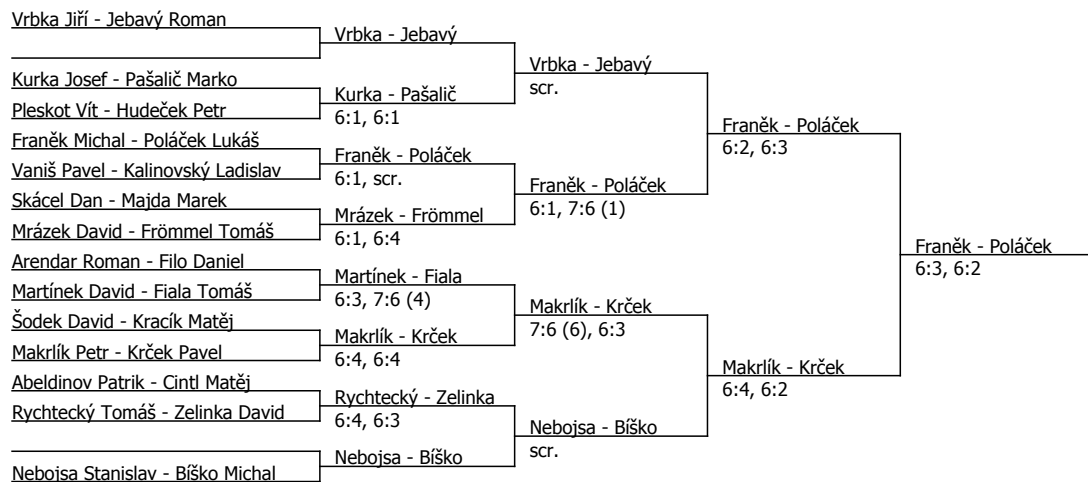 Vrbka Jiří - Jebavý Roman
Kurka Josef - Pašalič Marko
Pleskot Vít - Hudeček Petr
Franěk Michal - Poláček Lukáš
Vaniš Pavel - Kalinovský Ladislav
Skácel Dan - Majda Marek
Mrázek David - Frömmel Tomáš
Arendar Roman - Filo Daniel
Martínek David - Fiala Tomáš
Šodek David - Kracík Matěj
Makrlík Petr - Krček Pavel
Abeldinov Patrik - Cintl Matěj
Rychtecký Tomáš - Zelinka David
Nebojsa Stanislav - Bíško Michal
Vrbka - Jebavý
Kurka - Pašalič
6:1, 6:1
Franěk - Poláček
6:1, scr.
Mrázek - Frömmel
6:1, 6:4
Martínek - Fiala
6:3, 7:6 (4)
Makrlík - Krček
6:4, 6:4
Rychtecký - Zelinka
6:4, 6:3
Nebojsa - Bíško
Vrbka - Jebavý
scr.
Franěk - Poláček
6:1, 7:6 (1)
Makrlík - Krček
7:6 (6), 6:3
Nebojsa - Bíško
scr.
Franěk - Poláček
6:2, 6:3
Makrlík - Krček
6:4, 6:2
Franěk - Poláček
6:3, 6:2